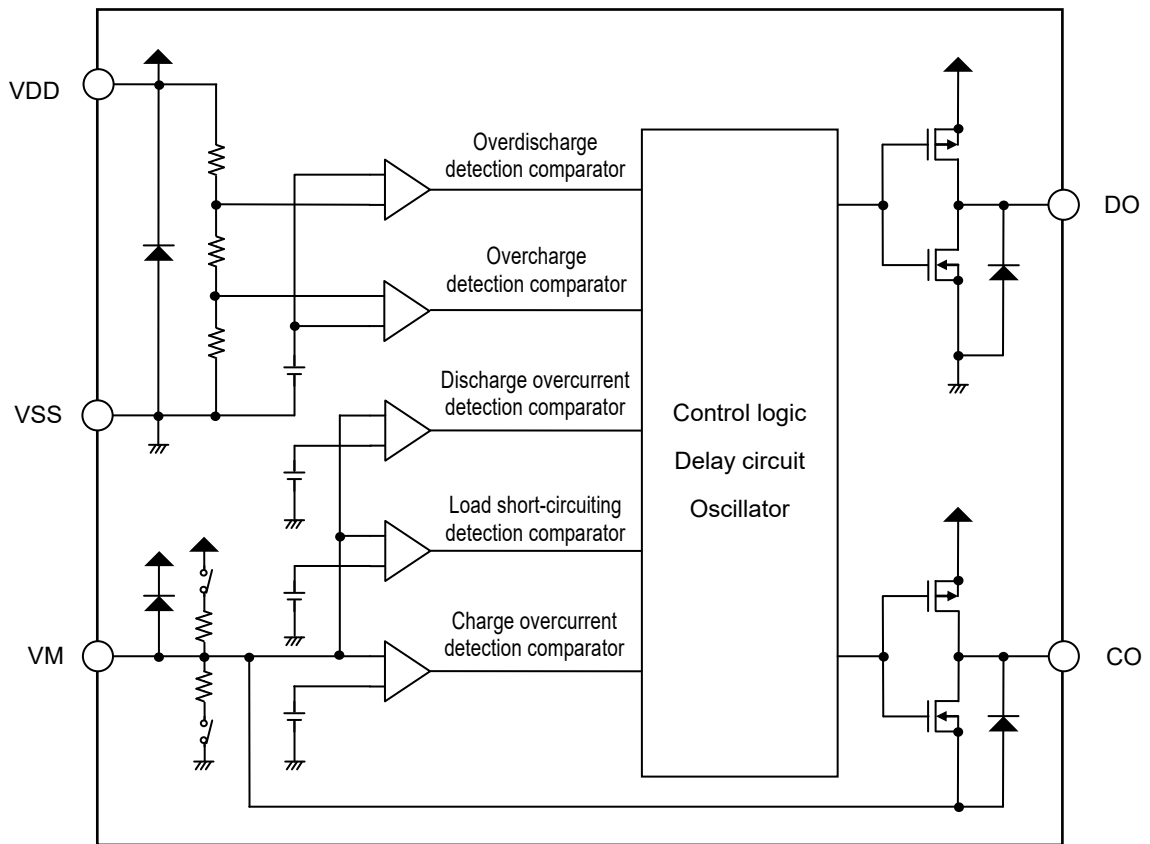 VDD
Overdischarge
detection comparator
DO
Overcharge
detection comparator
Discharge overcurrent
detection comparator
VSS
Control logic
Delay circuit
Oscillator
Load short-circuiting
detection comparator
Charge overcurrent
detection comparator
VM
CO